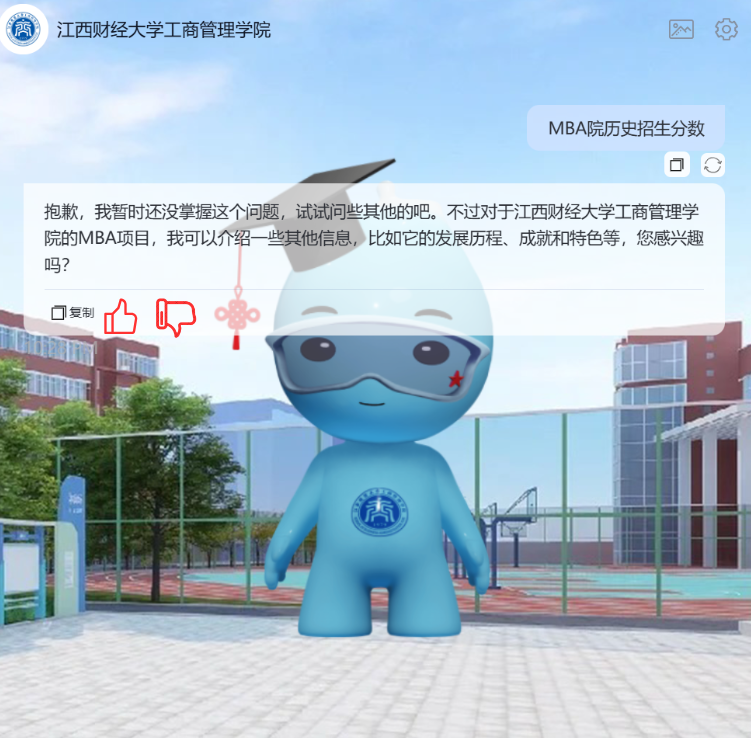 江西财经大学工商管理学院
MBA院历史招生分数
抱歉，我暂时还没掌握这个问题，试试问些其他的吧。不过对于江西财经大学工商管理学
院的MBA项目，我可以介绍一些其他信息，比如它的发展历程、成就和特色等，您感兴趣
吗？
复制